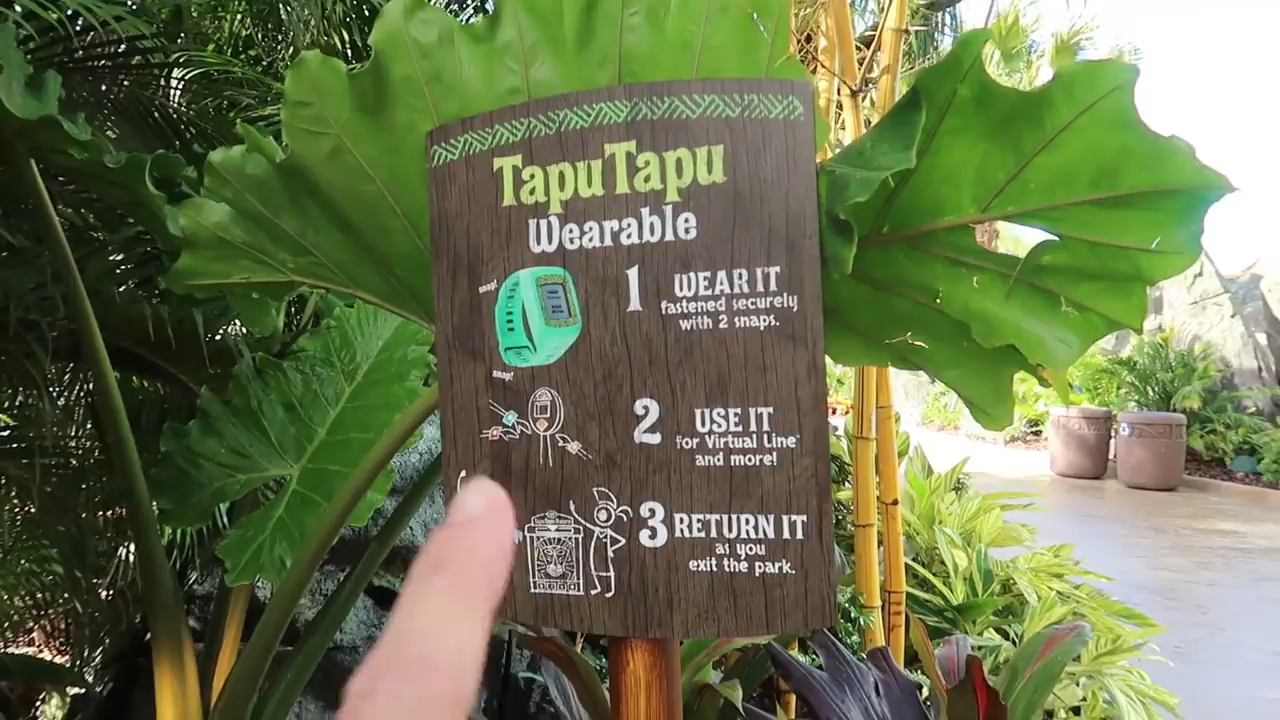 TapuTapu
Wearable
snap!
1 WEAR IT
fastened securely
with 2 snaps.
snap!
2 USE IT
for Virtual Line
and more!
3 RETURN IT
as you
exit the park.